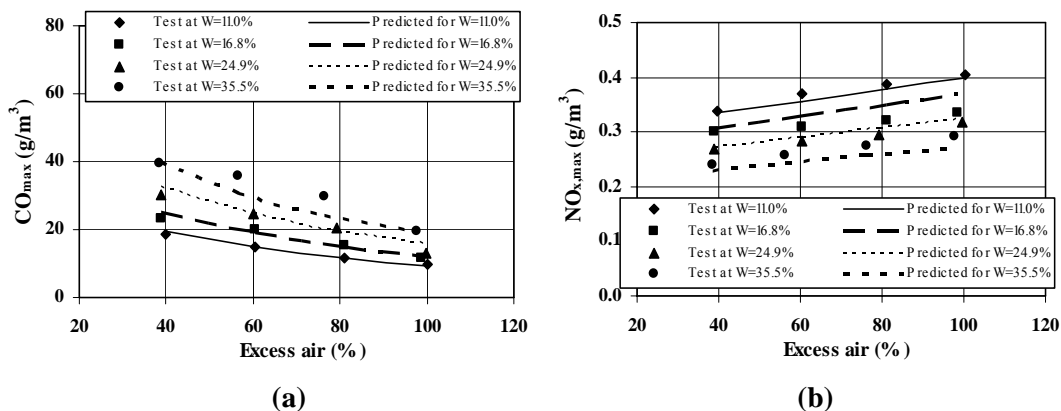 80
60
40
20
0
20 40 60 80 100 120
COmax (g/m3)
Excess air (%)
Test at W=11.0% Predicted for W=11.0%
Test at W=16.8% Predicted for W=16.8%
Test at W=24.9% Predicted for W=24.9%
Test at W=35.5% Predicted for W=35.5%
(a)
0.5
0.4
0.3
0.2
0.1
0.0
20 40 60 80 100 120
NOx,max (g/m3)
Excess air (%)
Test at W=11.0% Predicted for W=11.0%
Test at W=16.8% Predicted for W=16.8%
Test at W=24.9% Predicted for W=24.9%
Test at W=35.5% Predicted for W=35.5%
(b)